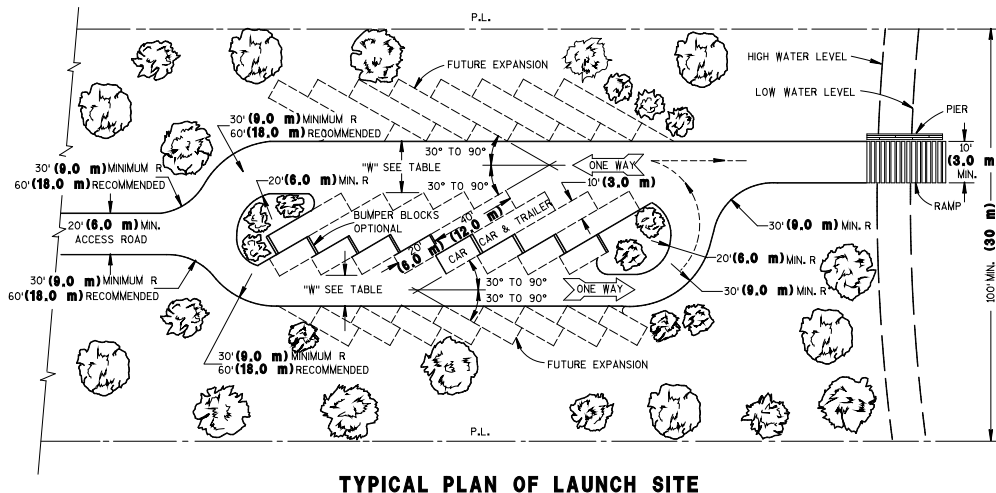 P.L.
FUTURE EXPANSION
HIGH WATER LEVEL
LOW WATER LEVEL
PIER
30' (9.0 m) MINIMUM R
60' (18.0 m) RECOMMENDED
30' (9.0 m) MINIMUM R
60' (18.0 m) RECOMMENDED
"W" SEE TABLE
30° TO 90°
30° TO 90°
ONE WAY
10'
(3.0 m)
MIN.
20' (6.0 m) MIN. R
10' (3.0 m)
RAMP
20' (6.0 m) MIN.
ACCESS ROAD
BUMPER BLOCKS
OPTIONAL
40'
(12.0 m)
20'
(6.0 m)
CAR
CAR & TRAILER
30' (9.0 m) MIN. R
20' (6.0 m) MIN. R
30' (9.0 m) MIN. R
100' MIN. (30 m)
30' (9.0 m) MINIMUM R
60' (18.0 m) RECOMMENDED
"W" SEE TABLE
30° TO 90°
30° TO 90°
ONE WAY
30' (9.0 m) MINIMUM R
60' (18.0 m) RECOMMENDED
FUTURE EXPANSION
P.L.
TYPICAL PLAN OF LAUNCH SITE